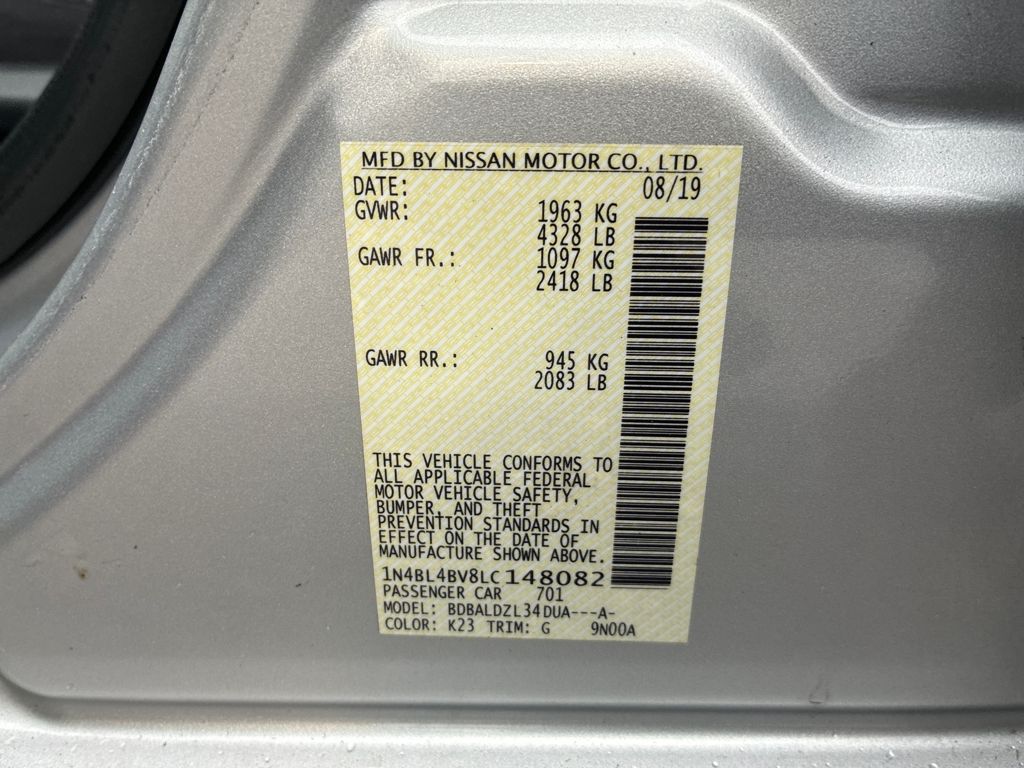 MFD BY NISSAN MOTOR CO., LTD.
DATE: 08/19
GVWR: 1963 KG
4328 LB
GAWR FR.: 1097 KG
2418 LB
GAWR RR.: 945 KG
2083 LB
THIS VEHICLE CONFORMS TO
ALL APPLICABLE FEDERAL
MOTOR VEHICLE SAFETY,
BUMPER, AND THEFT
PREVENTION STANDARDS IN
EFFECT ON THE DATE OF
MANUFACTURE SHOWN ABOVE.
1N4BL4BV8LC148082
PASSENGER CAR 701
MODEL: BDBALDZL34DUA---A-
COLOR: K23 TRIM: G 9N00A